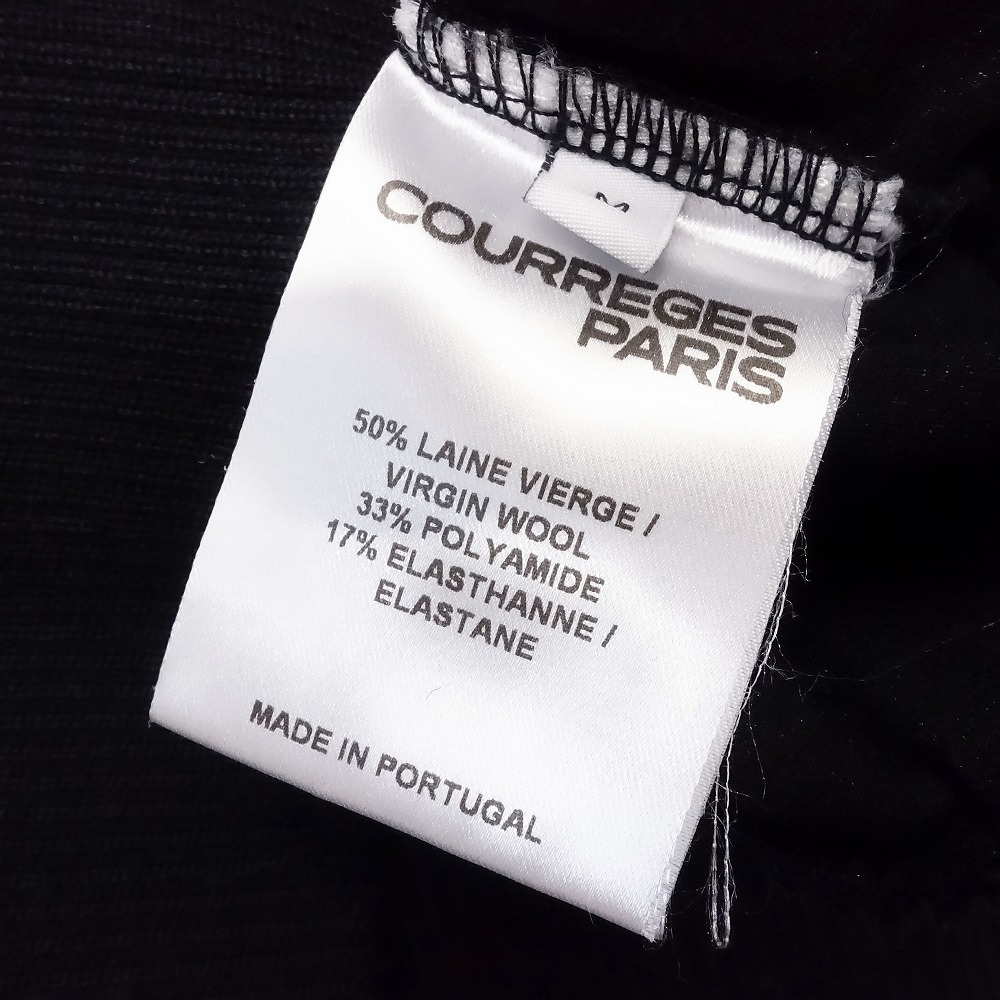 M
COURREGES
PARIS
50% LAINE VIERGE /
VIRGIN WOOL
33% POLYAMIDE
17% ELASTHANNE /
ELASTANE
MADE IN PORTUGAL